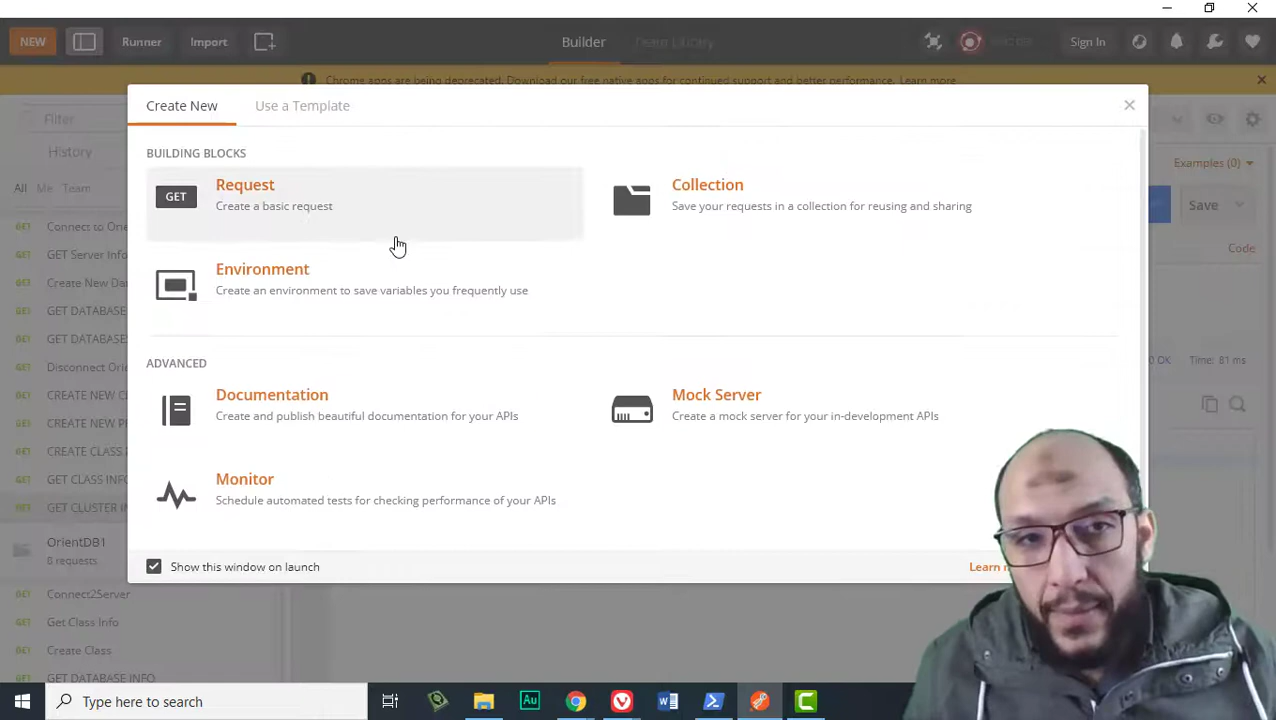 NEW
Runner
Import
Builder
Team Library
Sign In
Chrome apps are being deprecated. Download our free native apps for continued support and better performance. Learn more
Filter
History
All Me Team
Create New
Use a Template
BUILDING BLOCKS
GET
Request
Create a basic request
Collection
Save your requests in a collection for reusing and sharing
Environment
Create an environment to save variables you frequently use
ADVANCED
Documentation
Create and publish beautiful documentation for your APIs
Mock Server
Create a mock server for your in-development APIs
Monitor
Schedule automated tests for checking performance of your APIs
Show this window on launch
Learn
Examples (0)
Save
Code
OK
Time: 81 ms
GET Connect to
GET GET Server Info
GET Create New
GET GET DATABASE
GET GET DATABASE
GET Disconnect
GET CREATE NEW
GET CREATE NEW
GET CREATE CLASS
GET GET CLASS INFO
GET GET CLUSTER
OrientDB1
8 requests
GET Connect2Server
GET Get Class Info
GET Create Class
GET GET DATABASE INFO
Type here to search
Au